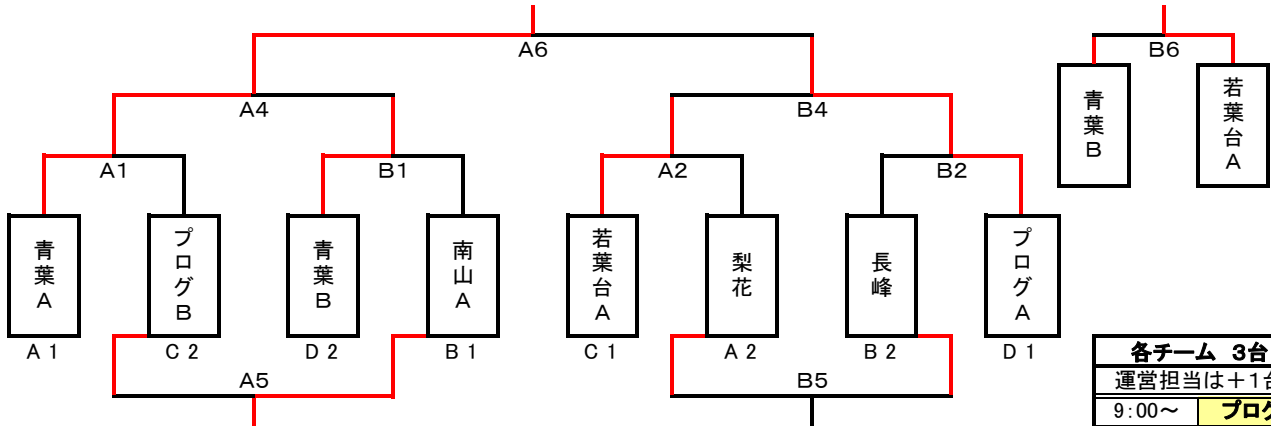 A6
B6
青葉B
若葉台A
A4
B4
A1
B1
A2
B2
青葉A
プログB
青葉B
南山A
若葉台A
梨花
長峰
プログA
A1
C2
D2
B1
C1
A2
B2
D1
A5
B5
各チーム 3台
運営担当は+1台
9:00~